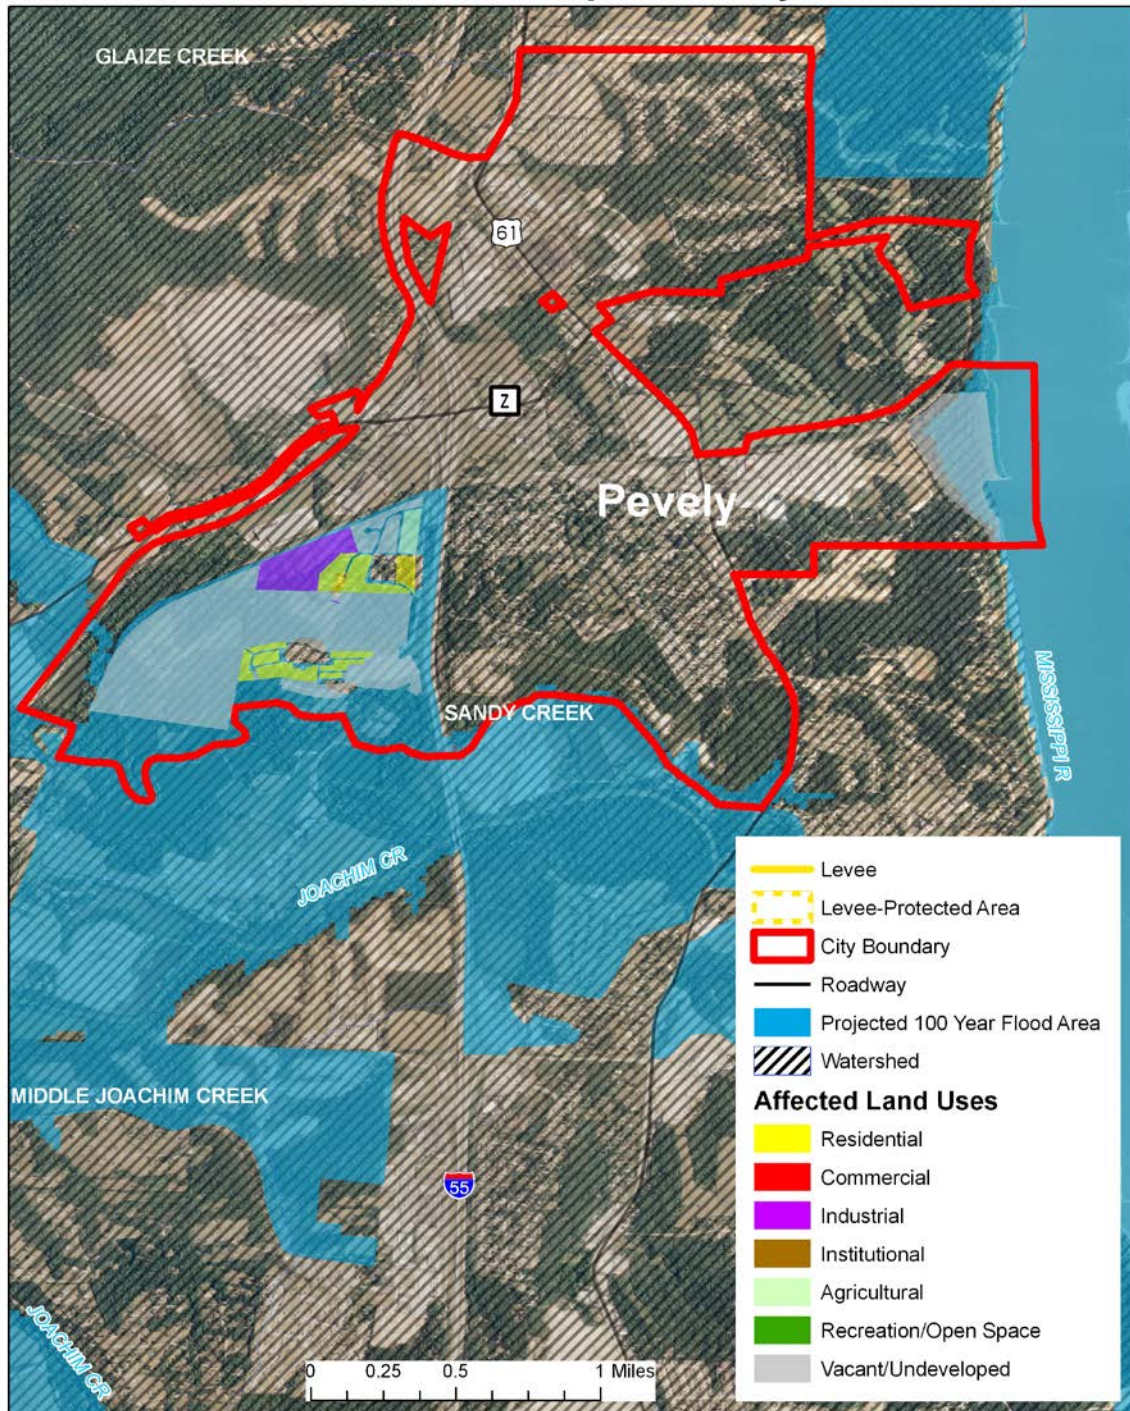 GLAIZE CREEK
61
Z
Pevely
SANDY CREEK
MISSISSIPPI R
JOACHIM CR
MIDDLE JOACHIM CREEK
55
JOACHIM CR
0 0.25 0.5 1 Miles
Levee
Levee-Protected Area
City Boundary
Roadway
Projected 100 Year Flood Area
Watershed
Affected Land Uses
Residential
Commercial
Industrial
Institutional
Agricultural
Recreation/Open Space
Vacant/Undeveloped